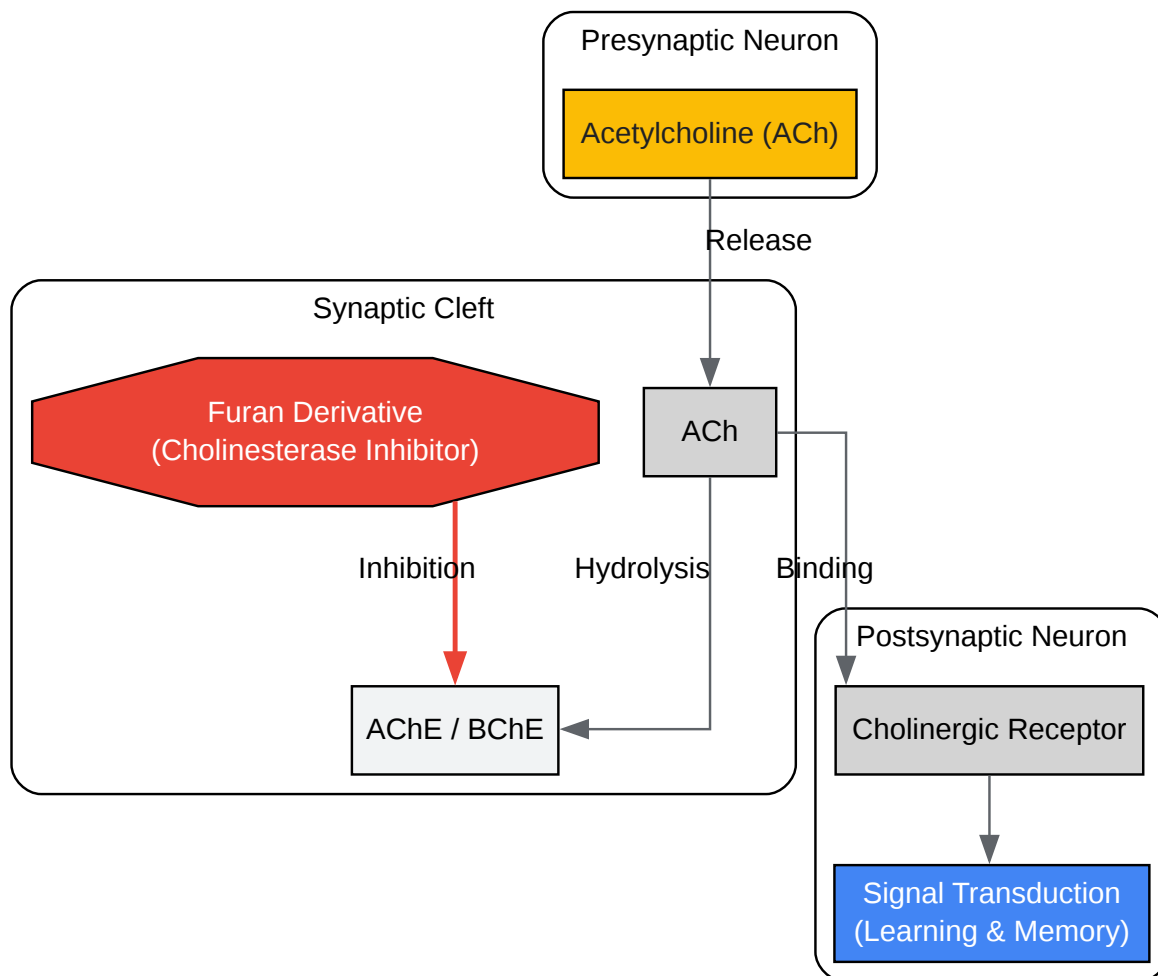 Presynaptic Neuron
Acetylcholine (ACh)
Release
Synaptic Cleft
Furan Derivative
(Cholinesterase Inhibitor)
ACh
Inhibition
Hydrolysis
Binding
Postsynaptic Neuron
AChE / BChE
Cholinergic Receptor
Signal Transduction
(Learning & Memory)